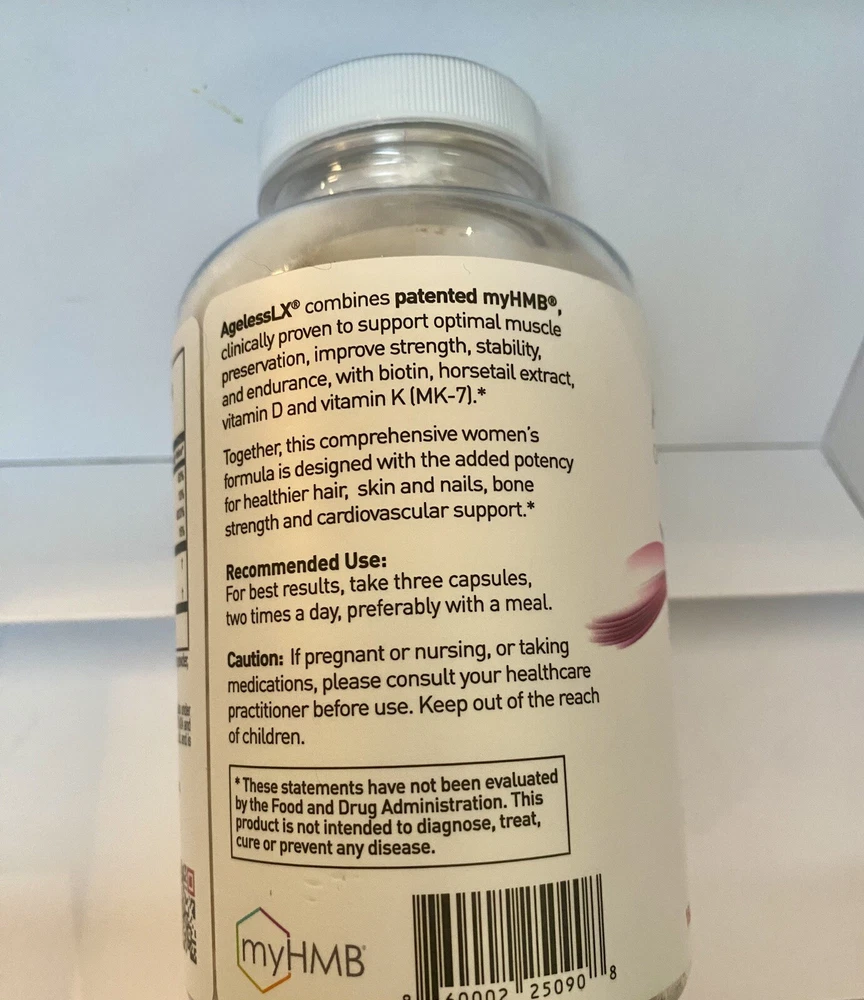 AgelessLX® combines patented myHMB®,
clinically proven to support optimal muscle
preservation, improve strength, stability,
and endurance, with biotin, horsetail extract,
vitamin D and vitamin K (MK-7).*
Together, this comprehensive women's
formula is designed with the added potency
for healthier hair, skin and nails, bone
strength and cardiovascular support.*
Recommended Use:
For best results, take three capsules,
two times a day, preferably with a meal.
Caution: If pregnant or nursing, or taking
medications, please consult your healthcare
practitioner before use. Keep out of the reach
of children.
*These statements have not been evaluated
by the Food and Drug Administration. This
product is not intended to diagnose, treat,
cure or prevent any disease.
myHMB®
60002 25090 8